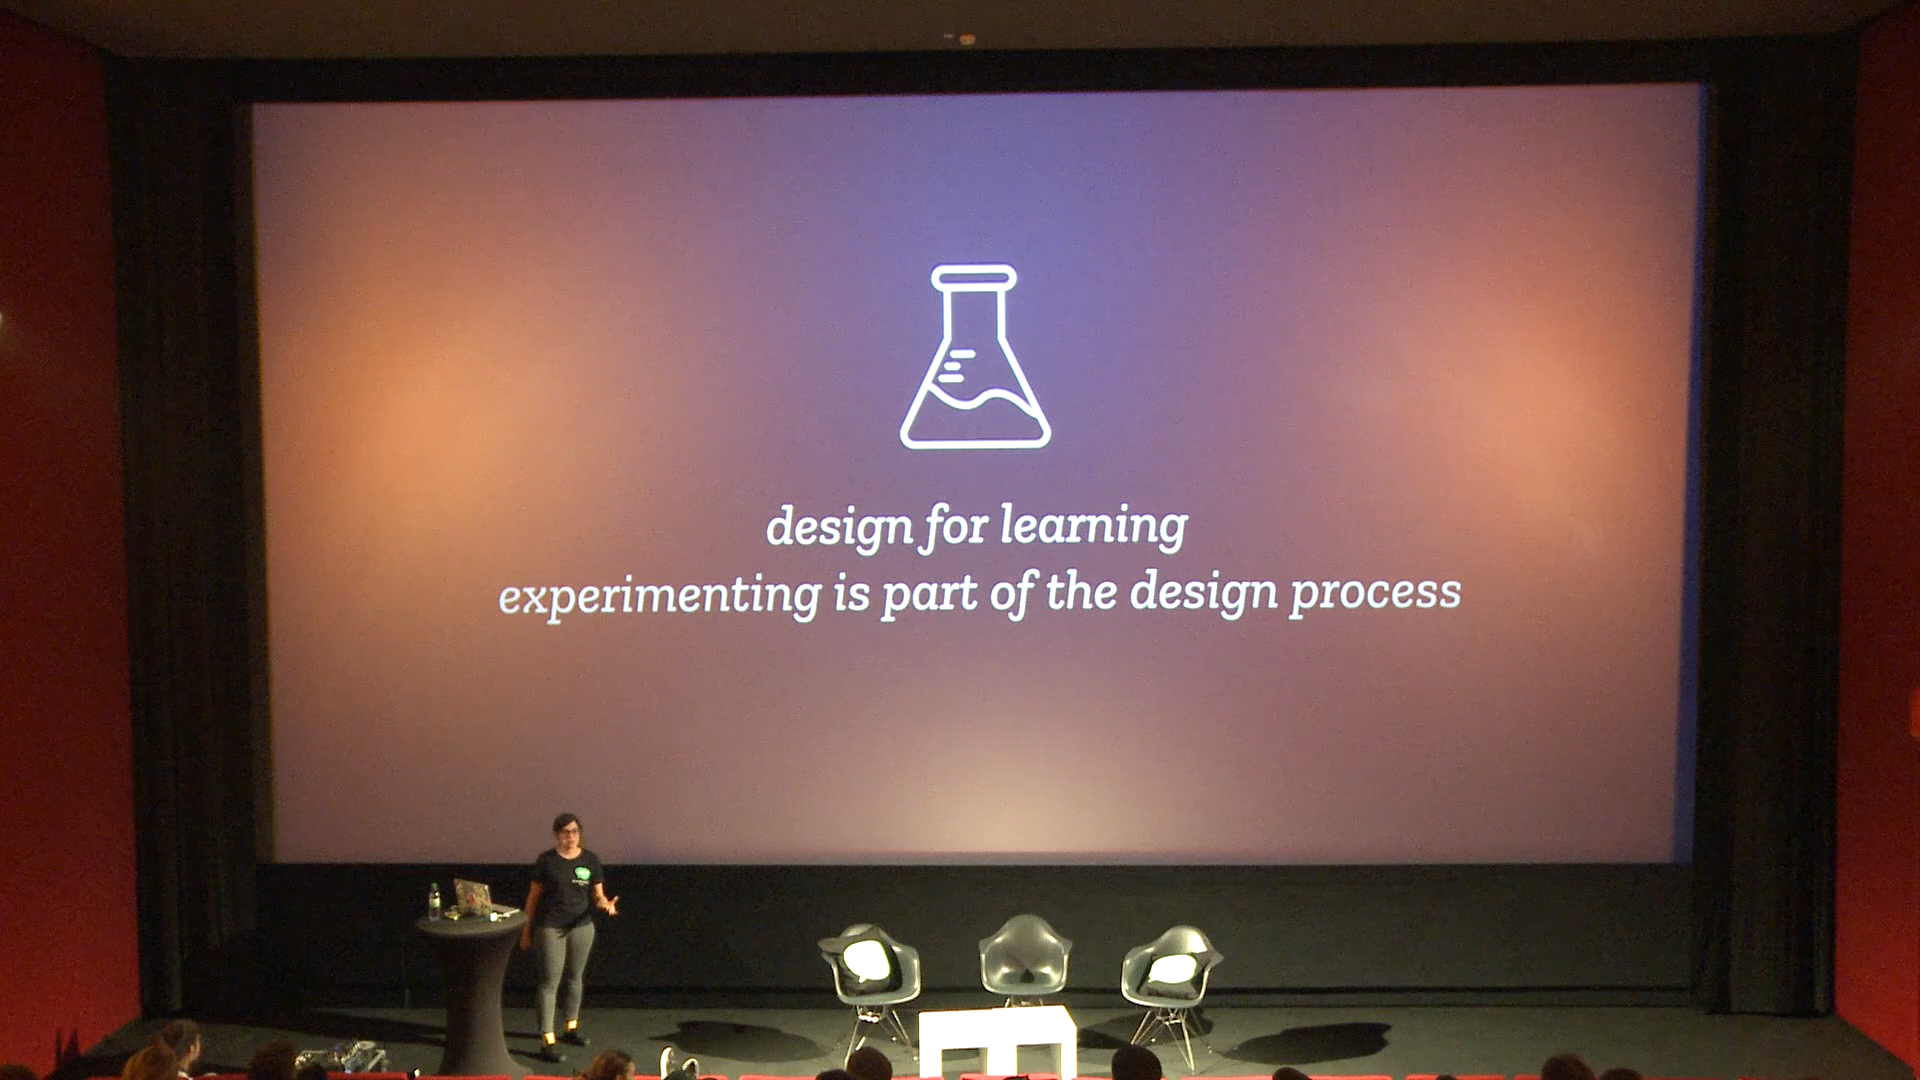 design for learning
experimenting is part of the design process